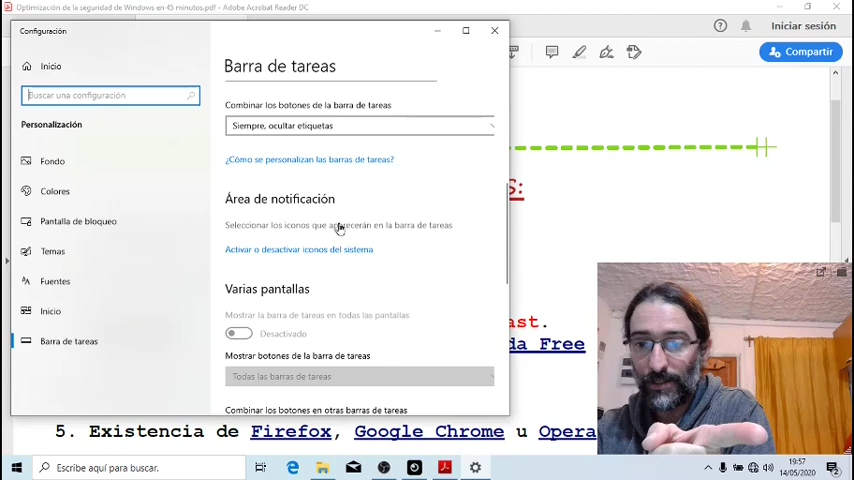 Optimización de la seguridad de Windows en 45 minutos.pdf - Adobe Acrobat Reader DC
Iniciar sesión
Compartir
Configuración
Inicio
Buscar una configuración
Personalización
Fondo
Colores
Pantalla de bloqueo
Temas
Fuentes
Inicio
Barra de tareas
Barra de tareas
Combinar los botones de la barra de tareas
Siempre, ocultar etiquetas
¿Cómo se personalizan las barras de tareas?
Área de notificación
Seleccionar los iconos que aparecerán en la barra de tareas
Activar o desactivar iconos del sistema
Varias pantallas
Mostrar la barra de tareas en todas las pantallas
Desactivado
Mostrar botones de la barra de tareas
Todas las barras de tareas
Combinar los botones en otras barras de tareas
S:
ast.
da Free
5. Existencia de Firefox, Google Chrome u Opera
Escribe aquí para buscar.
19:57
14/05/2020
2